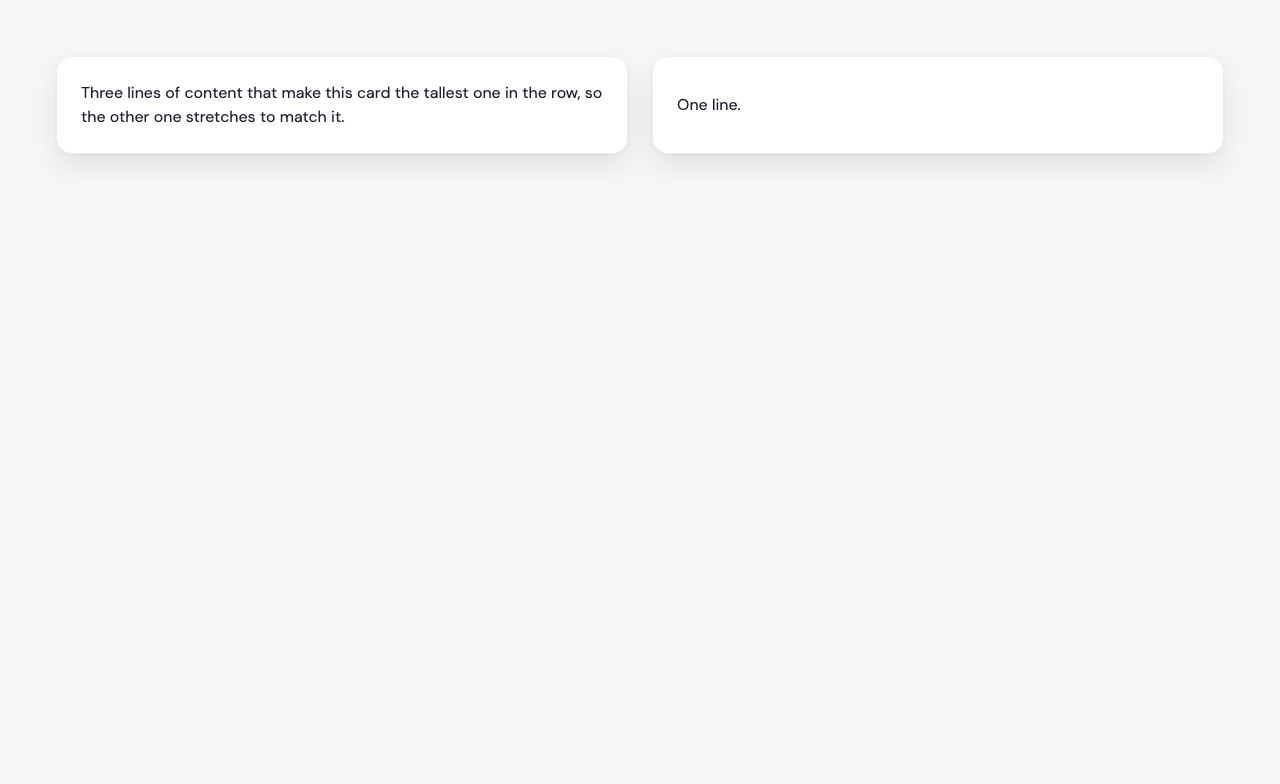 Three lines of content that make this card the tallest one in the row, so
the other one stretches to match it.
One line.